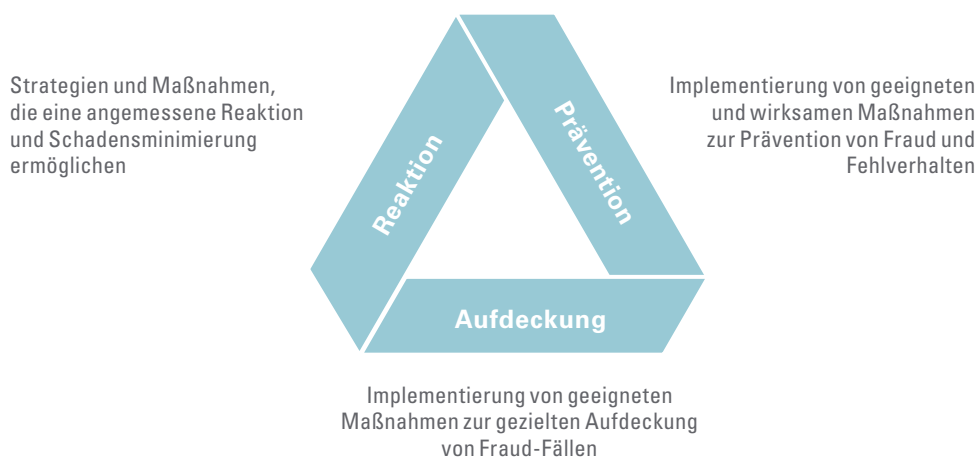 Strategien und Maßnahmen,
die eine angemessene Reaktion
und Schadensminimierung
ermöglichen
Reaktion
Prävention
Implementierung von geeigneten
und wirksamen Maßnahmen
zur Prävention von Fraud und
Fehlverhalten
Aufdeckung
Implementierung von geeigneten
Maßnahmen zur gezielten Aufdeckung
von Fraud-Fällen